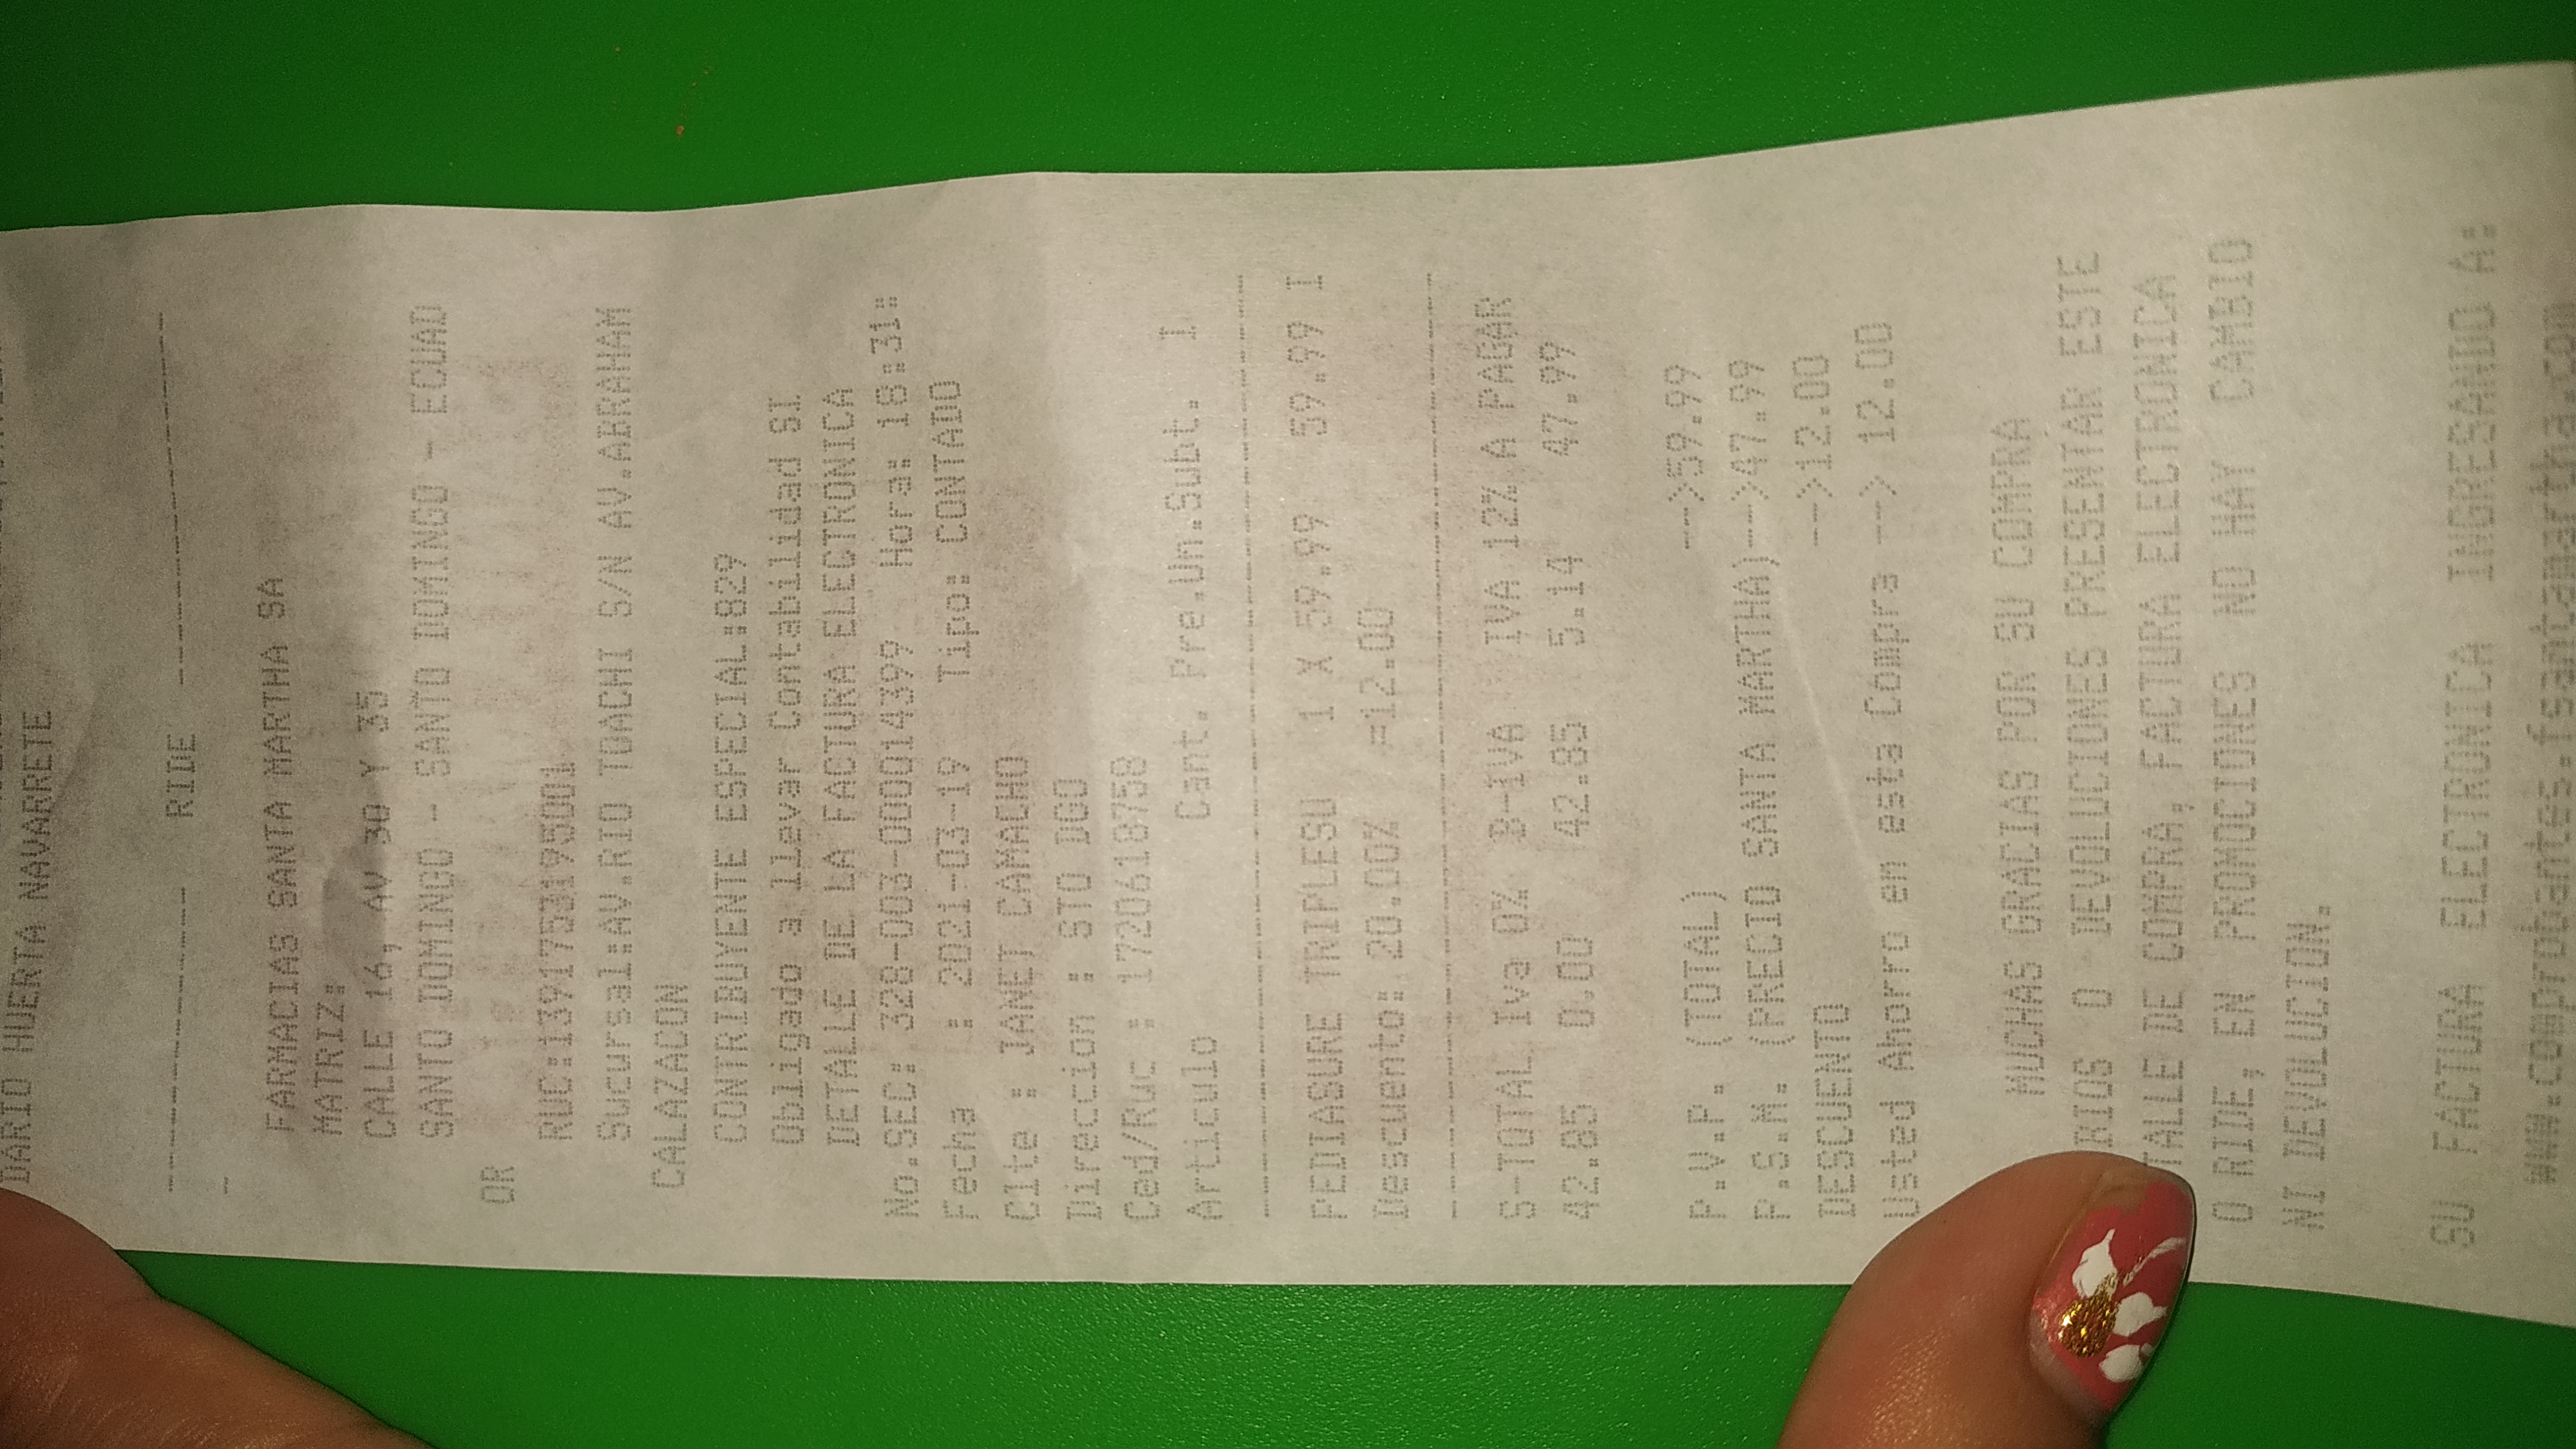 DARIO HUERTA NAVARRETE
---------------- RIDE -------------------
-
FARMACIAS SANTA MARTHA SA
MATRIZ:
CALLE 16, AV 30 Y 35
SANTO DOMINGO - SANTO DOMINGO - ECUAD
OR
RUC:1391753195001
Sucursal:AV.RIO TOACHI S/N AV.ABRAHAM
CALAZACON
CONTRIBUYENTE ESPECIAL:829
Obligado a llevar Contabilidad SI
DETALLE DE LA FACTURA ELECTRONICA
No.SEC: 328-003-000014399 Hora: 18:31:
Fecha : 2021-03-19 Tipo: CONTADO
Clte : JANET CAMACHO
Direccion : STO DGO
Ced/Ruc : 1720618758
Articulo Cant. Pre.Un.Subt. I
PEDIASURE TRIPLESU 1 X 59.99 59.99 I
Descuento: 20.00% =12.00
S-TOTAL Iva 0% B-IVA IVA 12% A PAGAR
42.85 0.00 42.85 5.14 47.99
P.V.P. (TOTAL) -->59.99
P.S.M. (PRECIO SANTA MARTHA)-->47.99
DESCUENTO -->12.00
Usted Ahorro en esta Compra --> 12.00
MUCHAS GRACIAS POR SU COMPRA
RIOS O DEVOLUCIONES PRESENTAR ESTE
TALLE DE COMPRA, FACTURA ELECTRONICA
O RIDE, EN PROMOCIONES NO HAY CAMBIO
NI DEVOLUCION.
SU FACTURA ELECTRONICA INGRESANDO A:
www.comprobantes.fsantamartha.com